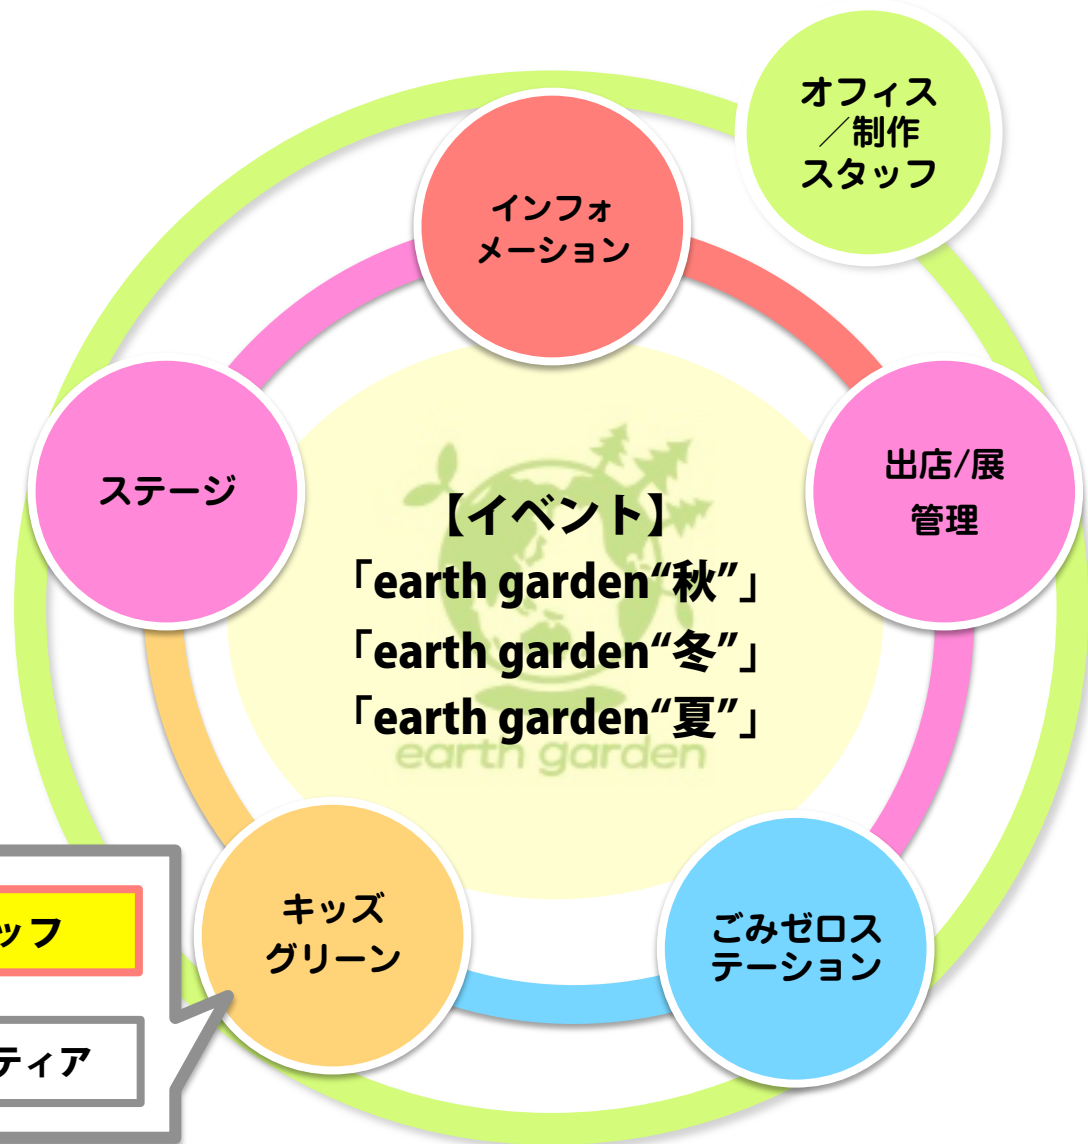 オフィス
／制作
スタッフ
インフォ
メーション
ステージ
出店/展
管理
【イベント】
「earth garden“秋”」
「earth garden“冬”」
「earth garden“夏”」
earth garden
キッズ
グリーン
ごみゼロス
テーション
ッフ
ティア